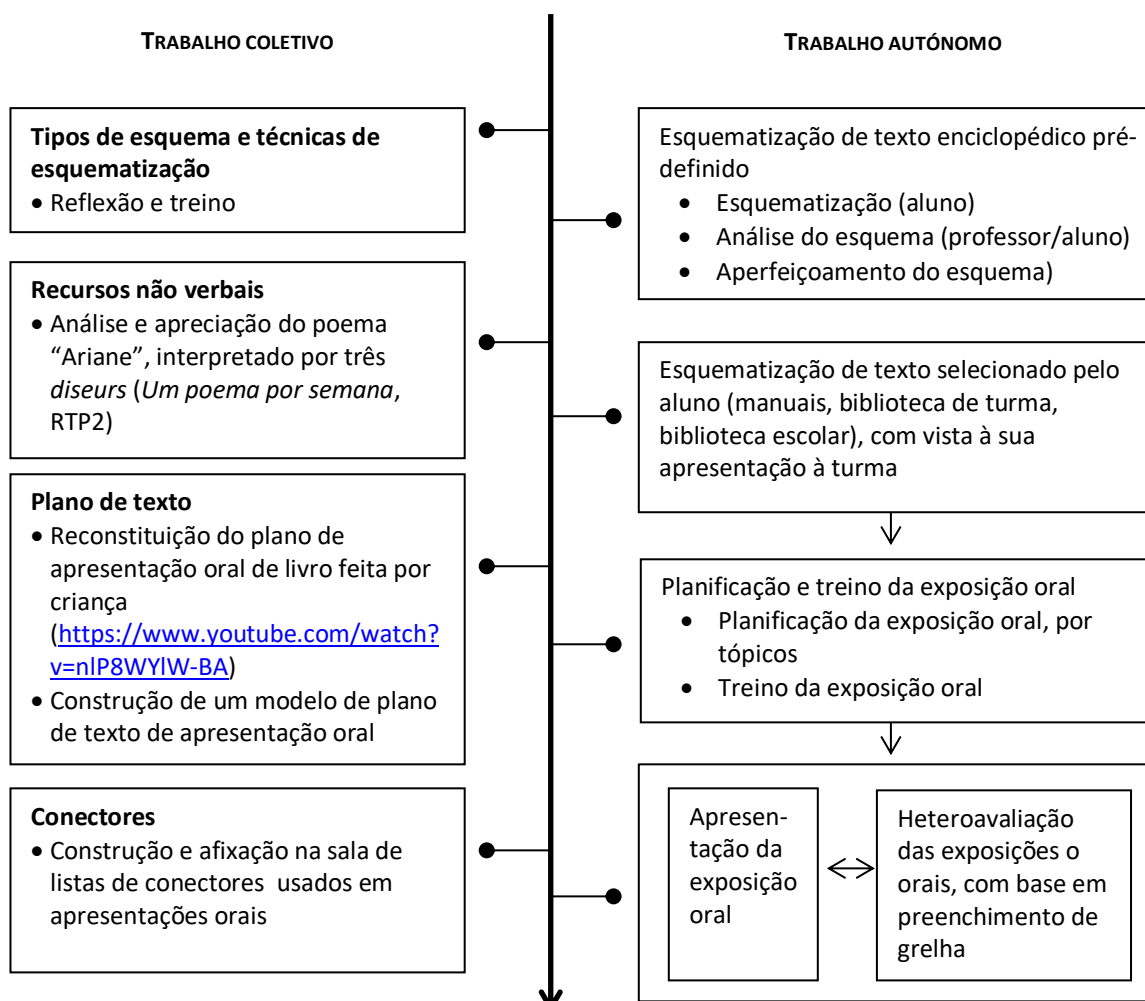 TRABALHO COLETIVO
Tipos de esquema e técnicas de
esquematização
• Reflexão e treino
Recursos não verbais
• Análise e apreciação do poema
“Ariane”, interpretado por três
diseurs (Um poema por semana,
RTP2)
Plano de texto
• Reconstituição do plano de
apresentação oral de livro feita por
criança
(https://www.youtube.com/watch?
v=nlP8WYlW-BA)
• Construção de um modelo de plano
de texto de apresentação oral
Conectores
• Construção e afixação na sala de
listas de conectores usados em
apresentações orais
TRABALHO AUTÓNOMO
Esquematização de texto enciclopédico pré-
definido
• Esquematização (aluno)
• Análise do esquema (professor/aluno)
• Aperfeiçoamento do esquema)
Esquematização de texto selecionado pelo
aluno (manuais, biblioteca de turma,
biblioteca escolar), com vista à sua
apresentação à turma
Planificação e treino da exposição oral
• Planificação da exposição oral, por
tópicos
• Treino da exposição oral
Apresen-
tação da
exposição
oral
Heteroavaliação
das exposições o
orais, com base em
preenchimento de
grelha